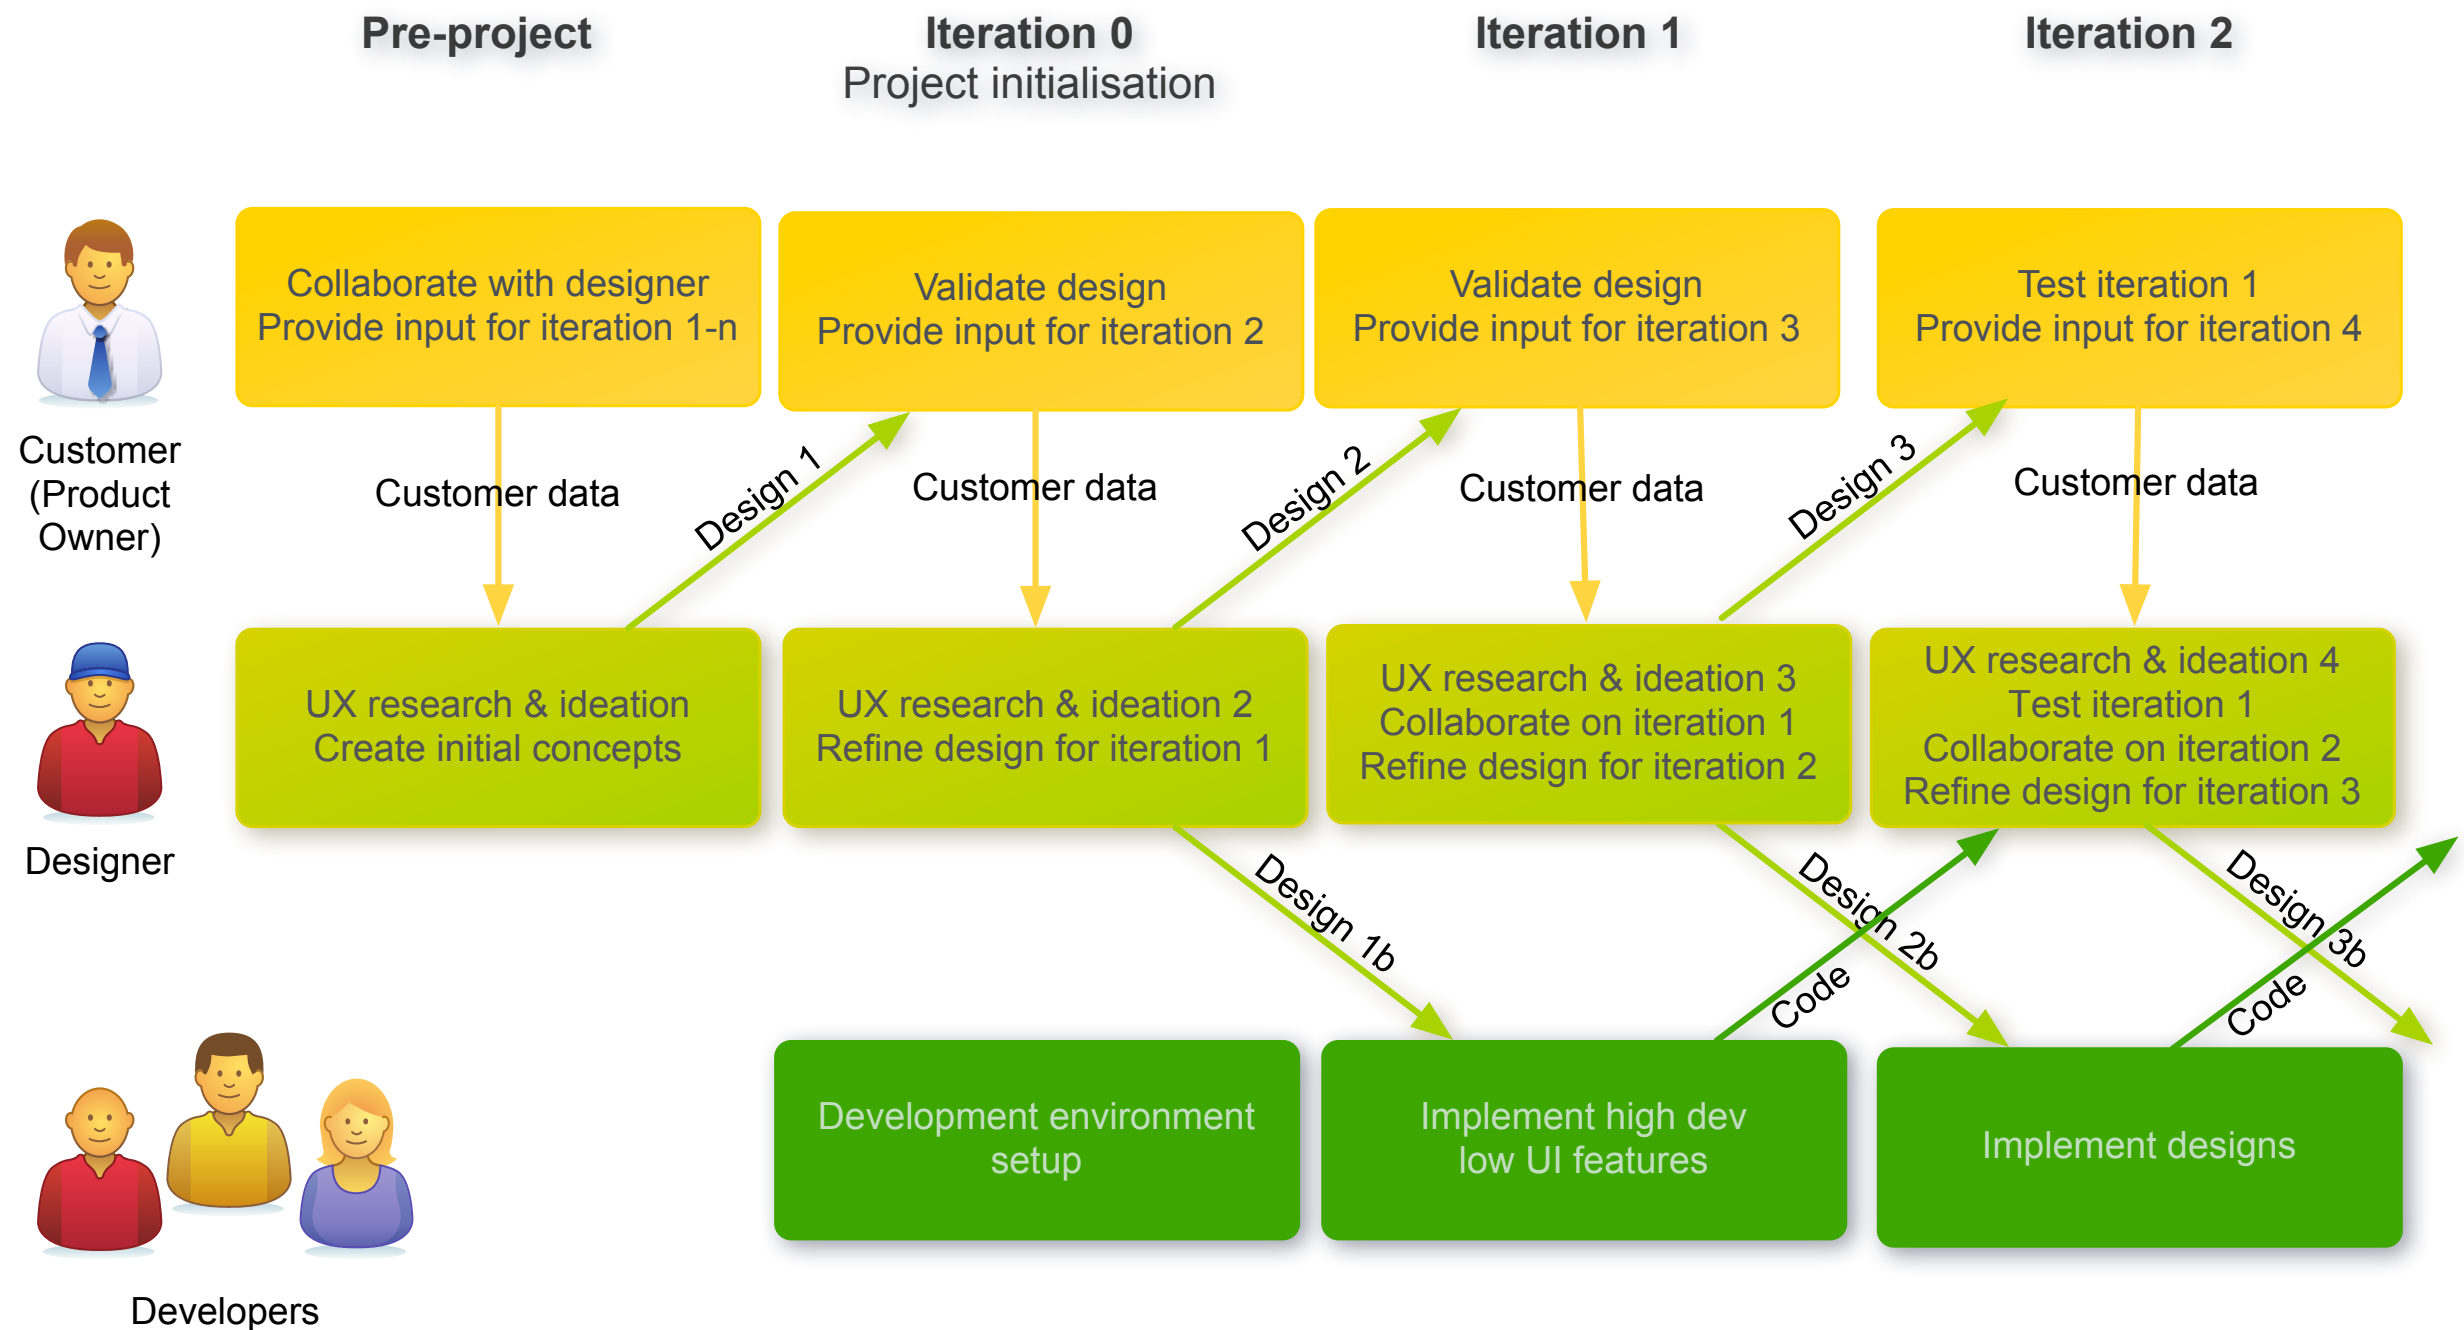 Pre-project
Iteration 0
Project initialisation
Iteration 1
Iteration 2
Customer
(Product
Owner)
Collaborate with designer
Provide input for iteration 1-n
Validate design
Provide input for iteration 2
Validate design
Provide input for iteration 3
Test iteration 1
Provide input for iteration 4
Customer data
Design 1
Customer data
Design 2
Customer data
Design 3
Customer data
Designer
UX research & ideation
Create initial concepts
UX research & ideation 2
Refine design for iteration 1
UX research & ideation 3
Collaborate on iteration 1
Refine design for iteration 2
UX research & ideation 4
Test iteration 1
Collaborate on iteration 2
Refine design for iteration 3
Design 1b
Code
Design 2b
Code
Design 3b
Developers
Development environment
setup
Implement high dev
low UI features
Implement designs